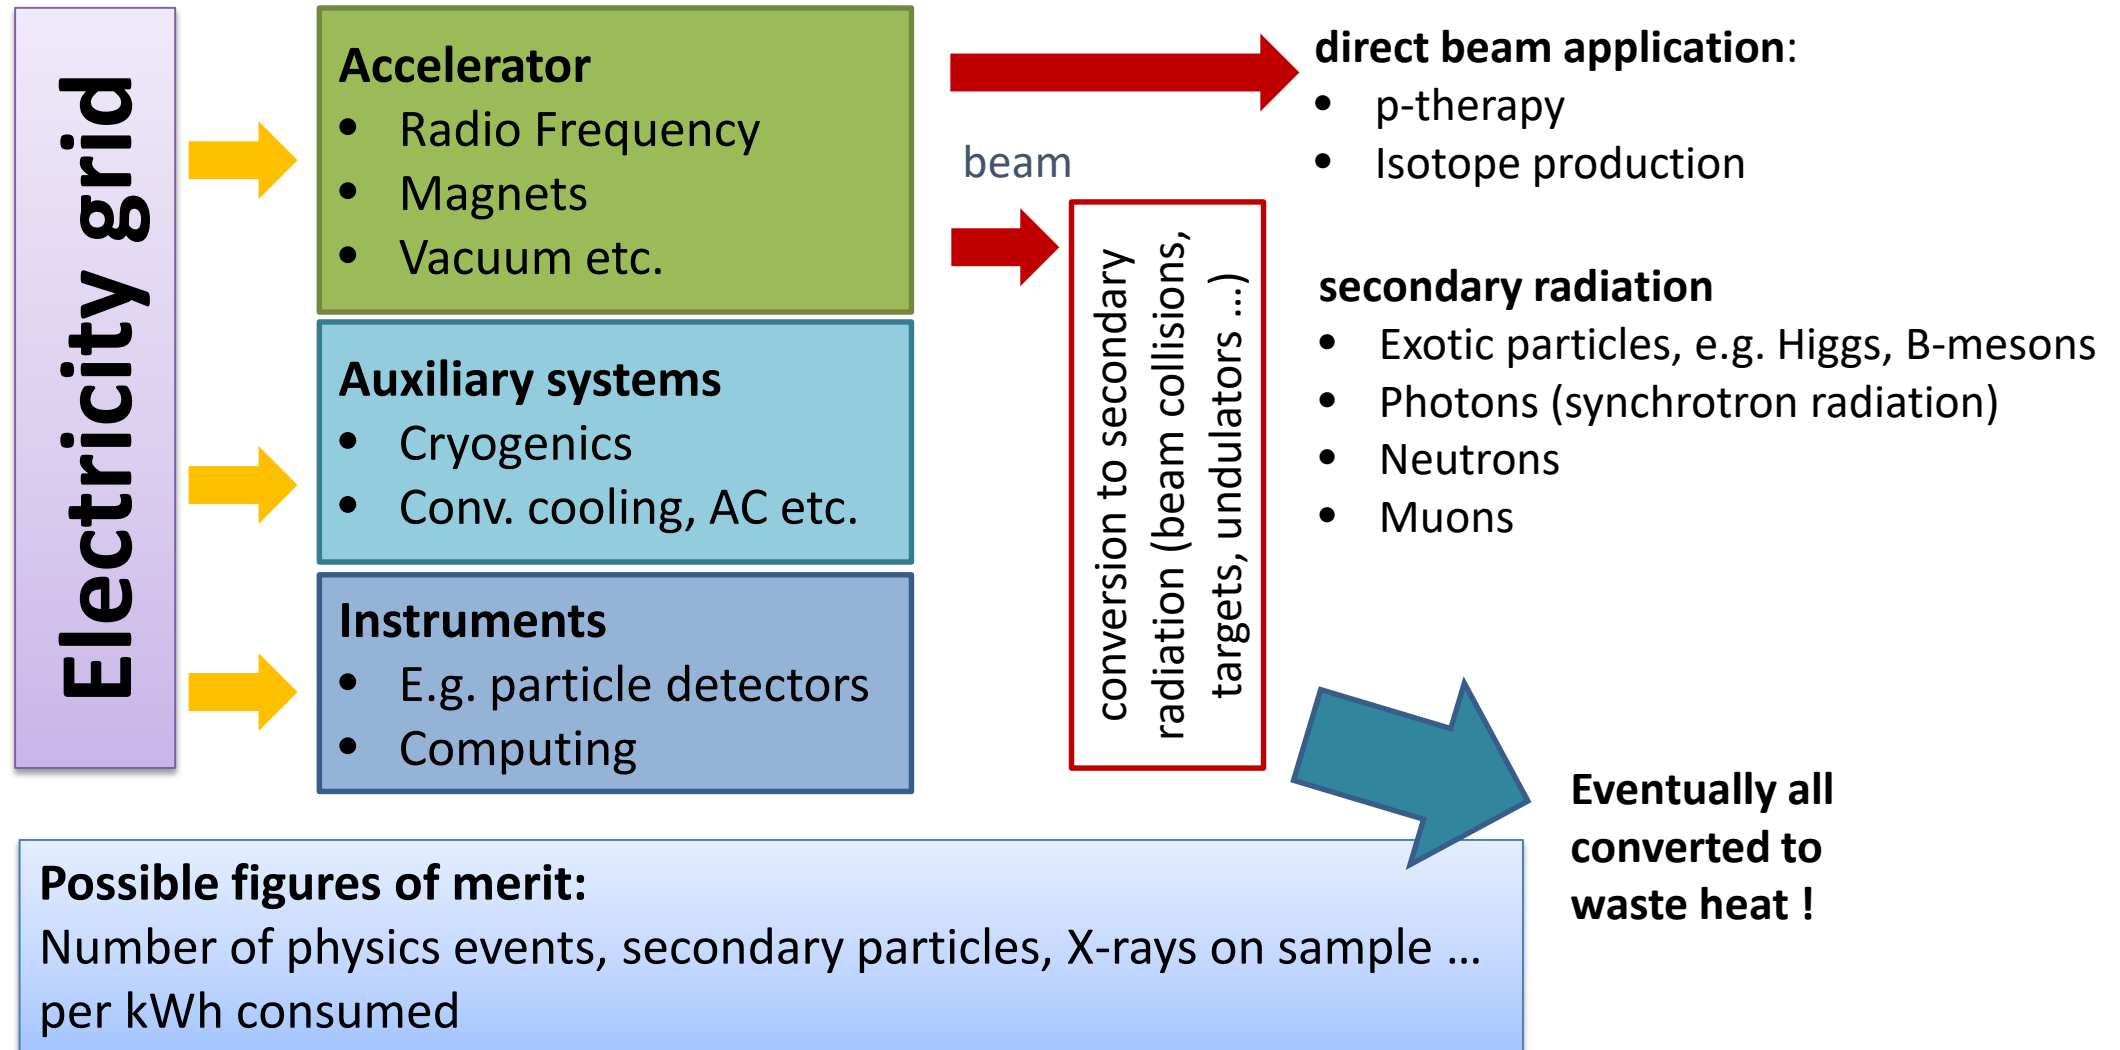 Electricity grid
Accelerator
• Radio Frequency
• Magnets
• Vacuum etc.
Auxiliary systems
• Cryogenics
• Conv. cooling, AC etc.
Instruments
• E.g. particle detectors
• Computing
beam
conversion to secondary
radiation (beam collisions,
targets, undulators ...)
direct beam application:
• p-therapy
• Isotope production
secondary radiation
• Exotic particles, e.g. Higgs, B-mesons
• Photons (synchrotron radiation)
• Neutrons
• Muons
Eventually all
converted to
waste heat !
Possible figures of merit:
Number of physics events, secondary particles, X-rays on sample ...
per kWh consumed